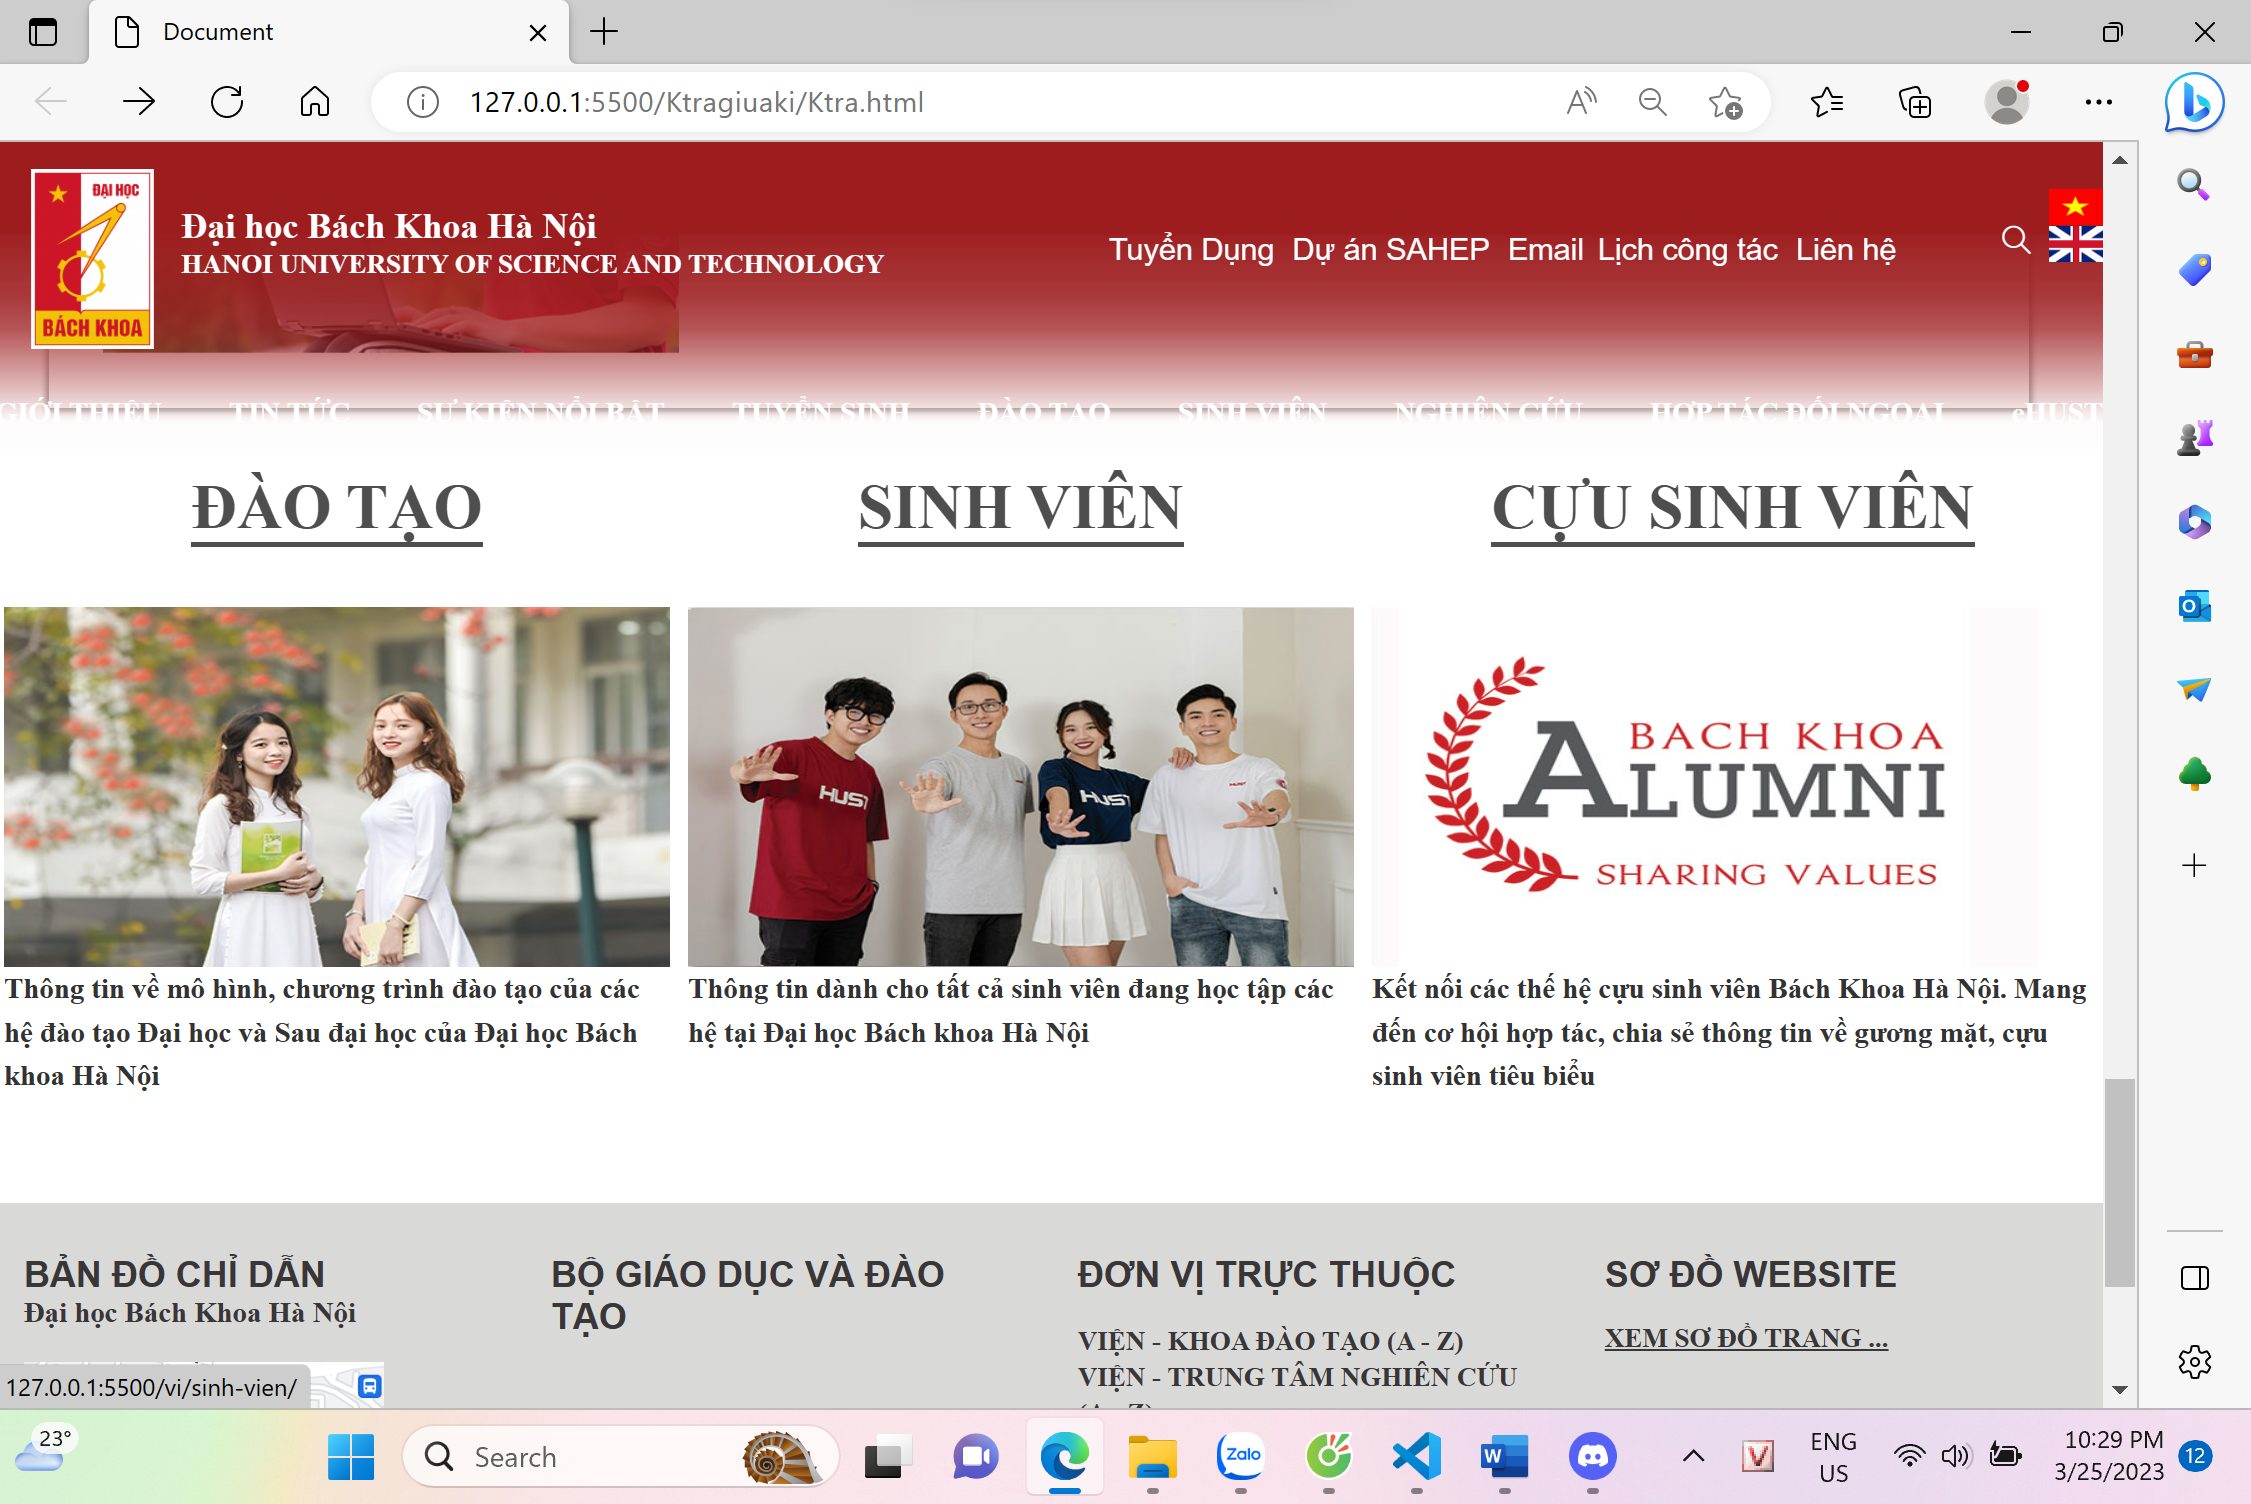 Document
127.0.0.1:5500/Ktragiuaki/Ktra.html
ĐẠI HỌC
BÁCH KHOA
Đại học Bách Khoa Hà Nội
HANOI UNIVERSITY OF SCIENCE AND TECHNOLOGY
Tuyển Dụng Dự án SAHEP Email Lịch công tác Liên hệ
GIỚI THIỆU TIN TỨC SỰ KIỆN NỔI BẬT TUYỂN SINH ĐÀO TẠO SINH VIÊN NGHIÊN CỨU HỢP TÁC ĐỐI NGOẠI eHUST
ĐÀO TẠO SINH VIÊN CỰU SINH VIÊN
HUST
HUST
BACH KHOA
ALUMNI
SHARING VALUES
Thông tin về mô hình, chương trình đào tạo của các
hệ đào tạo Đại học và Sau đại học của Đại học Bách
khoa Hà Nội
Thông tin dành cho tất cả sinh viên đang học tập các
hệ tại Đại học Bách khoa Hà Nội
Kết nối các thế hệ cựu sinh viên Bách Khoa Hà Nội. Mang
đến cơ hội hợp tác, chia sẻ thông tin về gương mặt, cựu
sinh viên tiêu biểu
BẢN ĐỒ CHỈ DẪN
Đại học Bách Khoa Hà Nội
BỘ GIÁO DỤC VÀ ĐÀO
TẠO
ĐƠN VỊ TRỰC THUỘC
VIỆN - KHOA ĐÀO TẠO (A - Z)
VIỆN - TRUNG TÂM NGHIÊN CỨU
(A - Z)
SƠ ĐỒ WEBSITE
XEM SƠ ĐỒ TRANG ...
127.0.0.1:5500/vi/sinh-vien/
23°
Search
Zalo
ENG
US
10:29 PM
3/25/2023
12